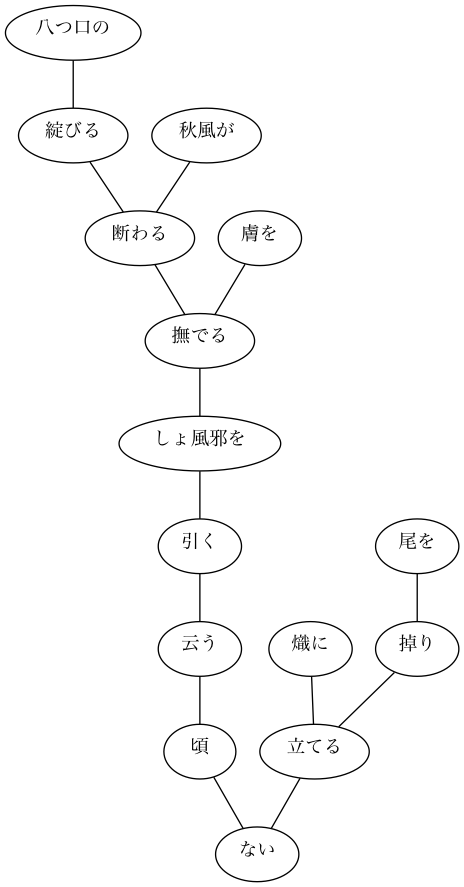 八つ口の
綻びる
秋風が
断わる
膚を
撫でる
しょ風邪を
引く
尾を
云う
熾に
掉り
頃
立てる
ない